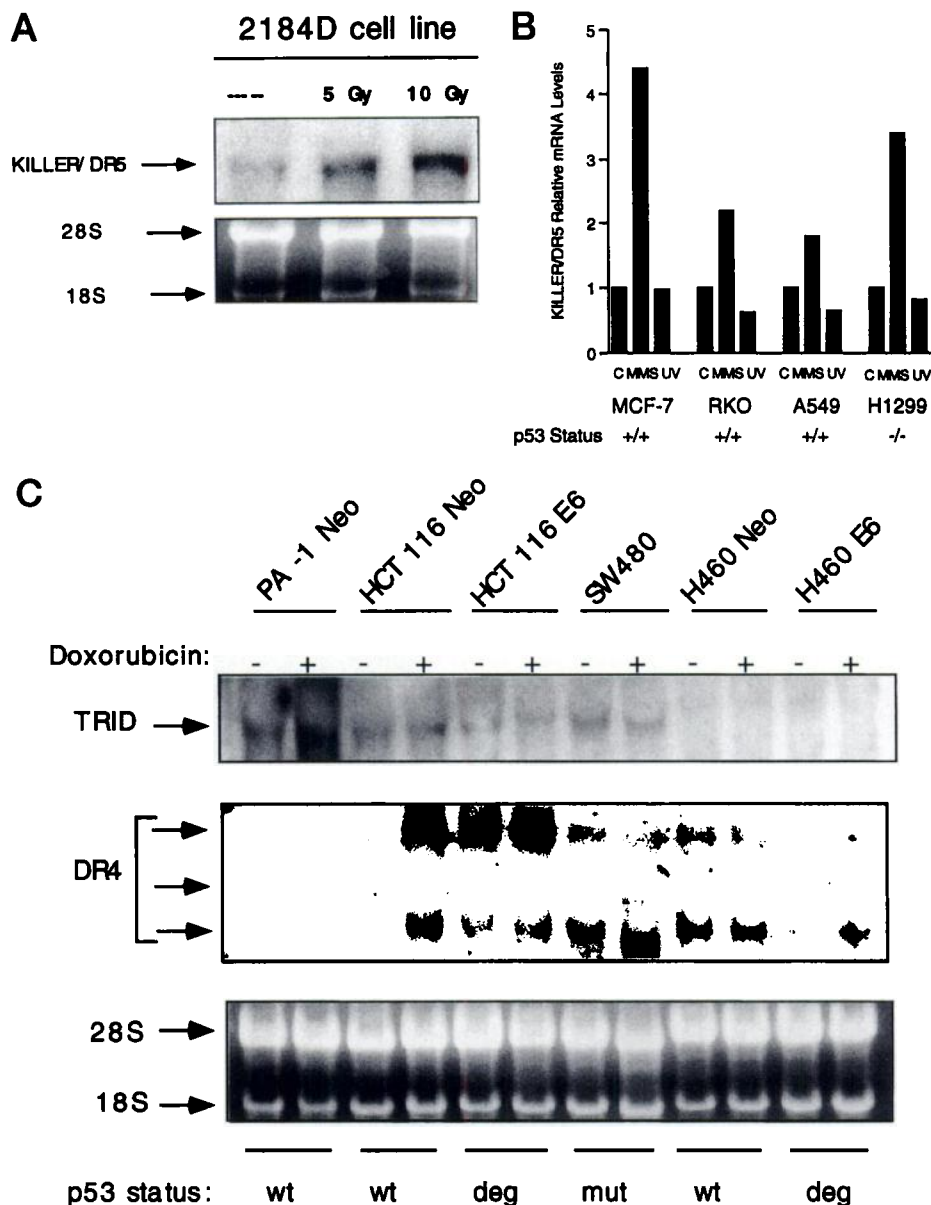 A
2184D cell line
--- -- 5 Gy 10 Gy
KILLER/ DR5
28S
18S
B
KILLER/DR5 Relative mRNA Levels
5
4
3
2
1
0
C MMS UV C MMS UV C MMS UV C MMS UV
MCF-7 RKO A549 H1299
p53 Status +/+ +/+ +/+ -/-
C
PA -1 Neo HCT 116 Neo HCT 116 E6 SW480 H460 Neo H460 E6
Doxorubicin: - + - + - + - + - + - +
TRID
DR4
28S
18S
p53 status: wt wt deg mut wt deg